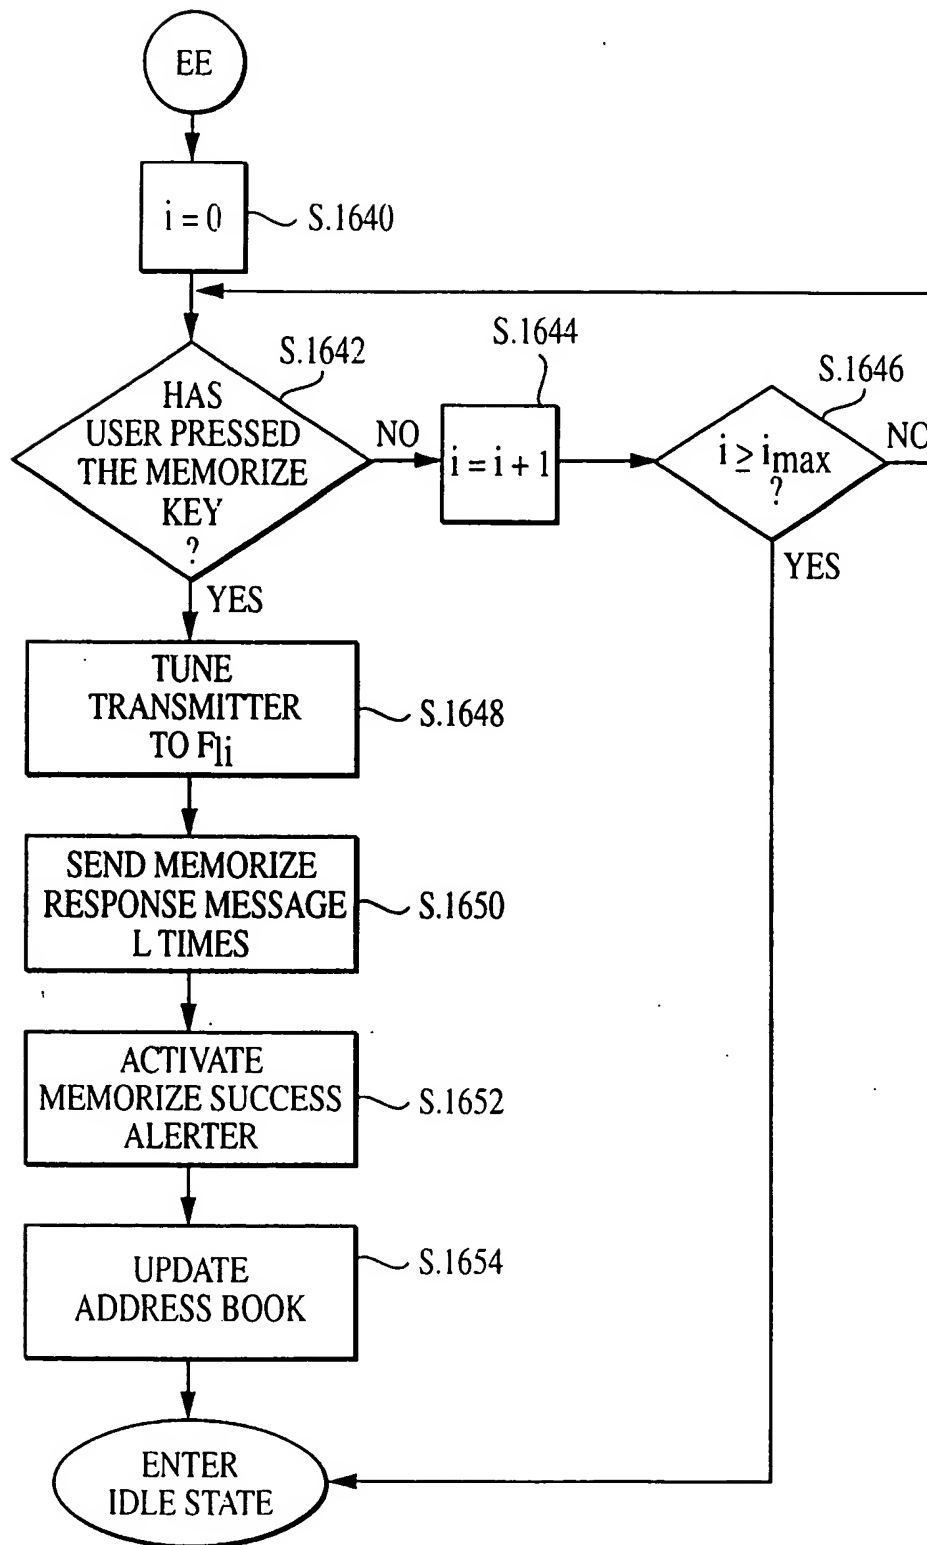 EE
i = 0
S.1640
S.1642
HAS
USER PRESSED
THE MEMORIZE
KEY
?
NO
S.1644
i = i + 1
S.1646
i ≥ imax
?
NO
YES
YES
TUNE
TRANSMITTER
TO Fli
S.1648
SEND MEMORIZE
RESPONSE MESSAGE
L TIMES
S.1650
ACTIVATE
MEMORIZE SUCCESS
ALERTER
S.1652
UPDATE
ADDRESS BOOK
S.1654
ENTER
IDLE STATE